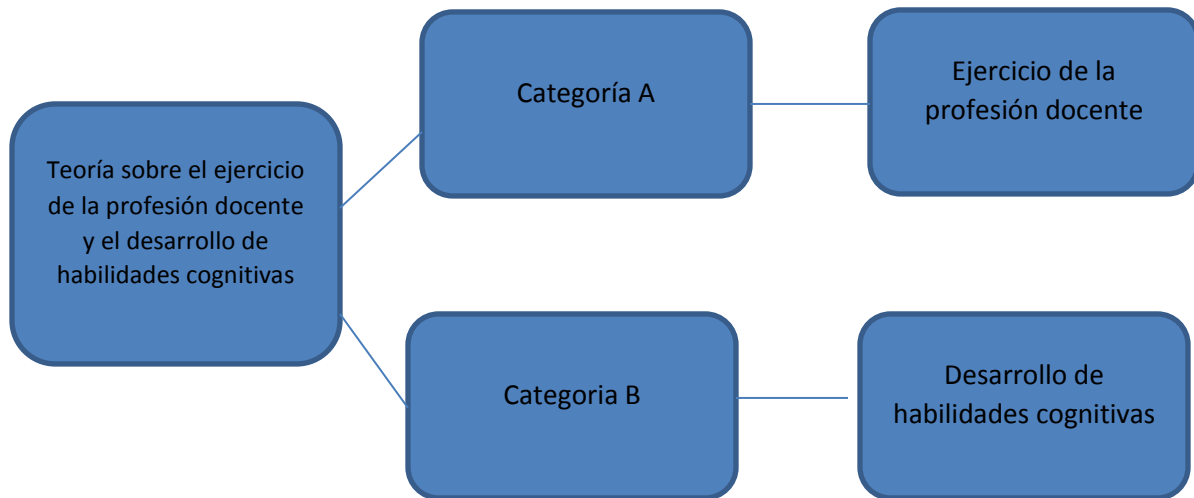 Teoría sobre el ejercicio
de la profesión docente
y el desarrollo de
habilidades cognitivas
Categoría A
Ejercicio de la
profesión docente
Categoria B
Desarrollo de
habilidades cognitivas